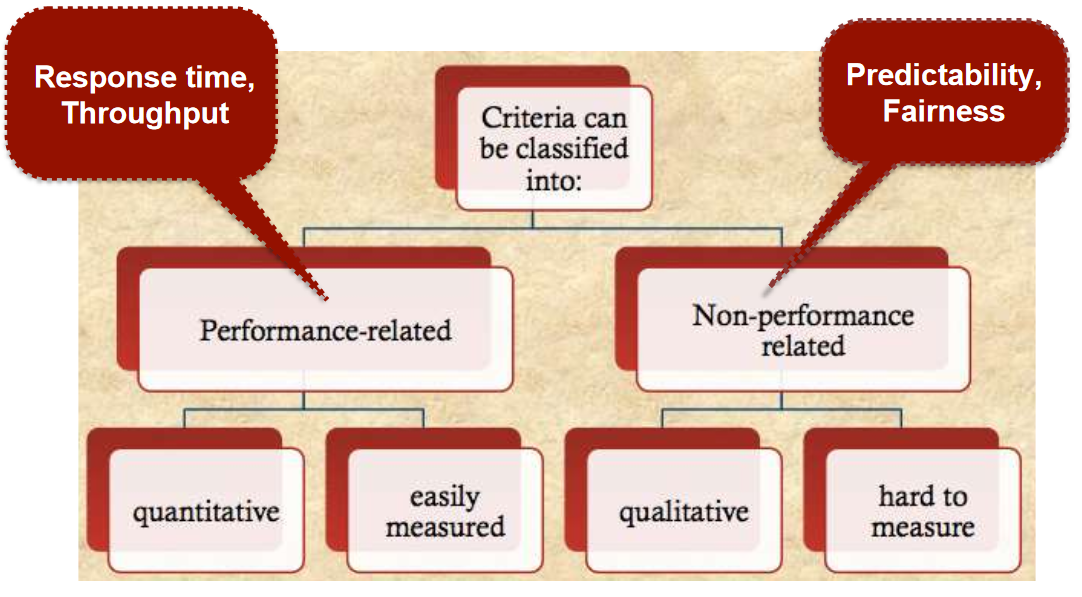 Response time,
Throughput
Predictability,
Fairness
Criteria can
be classified
into:
Performance-related
Non-performance
related
quantitative
easily
measured
qualitative
hard to
measure